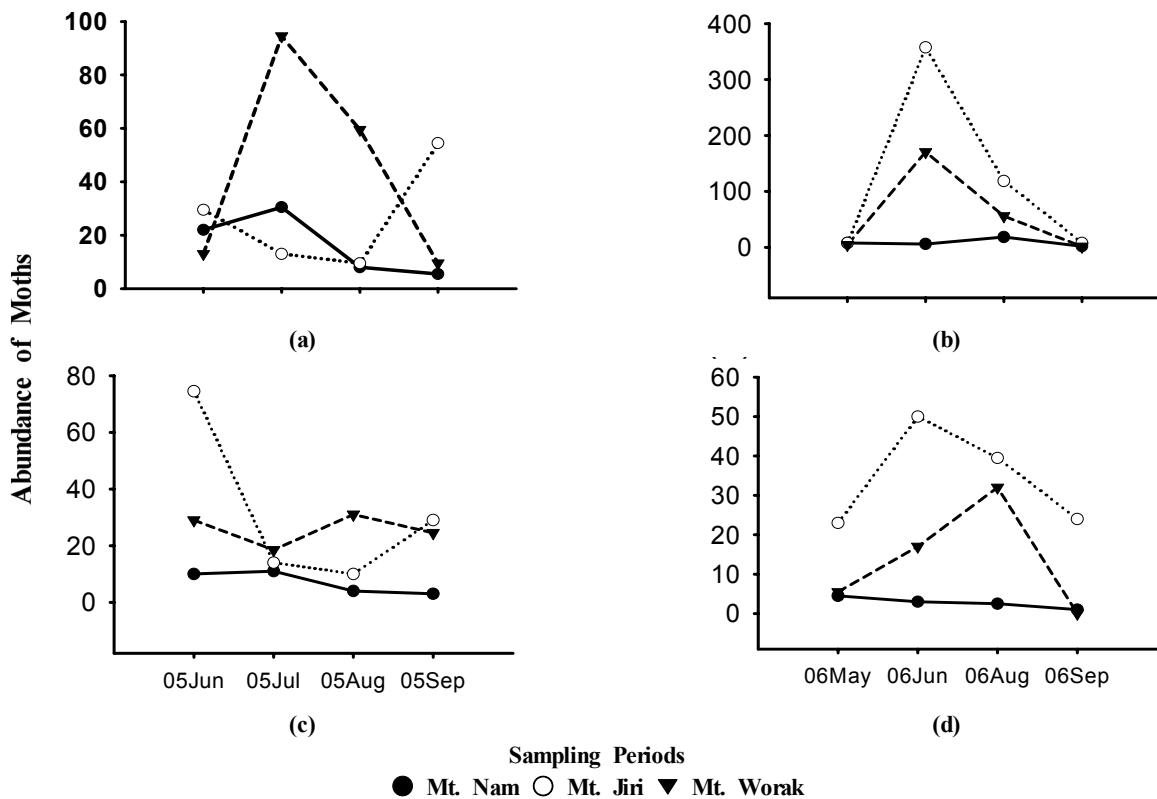 100
80
60
40
20
0
(a)
400
300
200
100
0
(b)
Abundance of Moths
80
60
40
20
0
05Jun 05Jul 05Aug 05Sep
(c)
60
50
40
30
20
10
0
06May 06Jun 06Aug 06Sep
(d)
Sampling Periods
Mt. Nam Mt. Jiri Mt. Worak